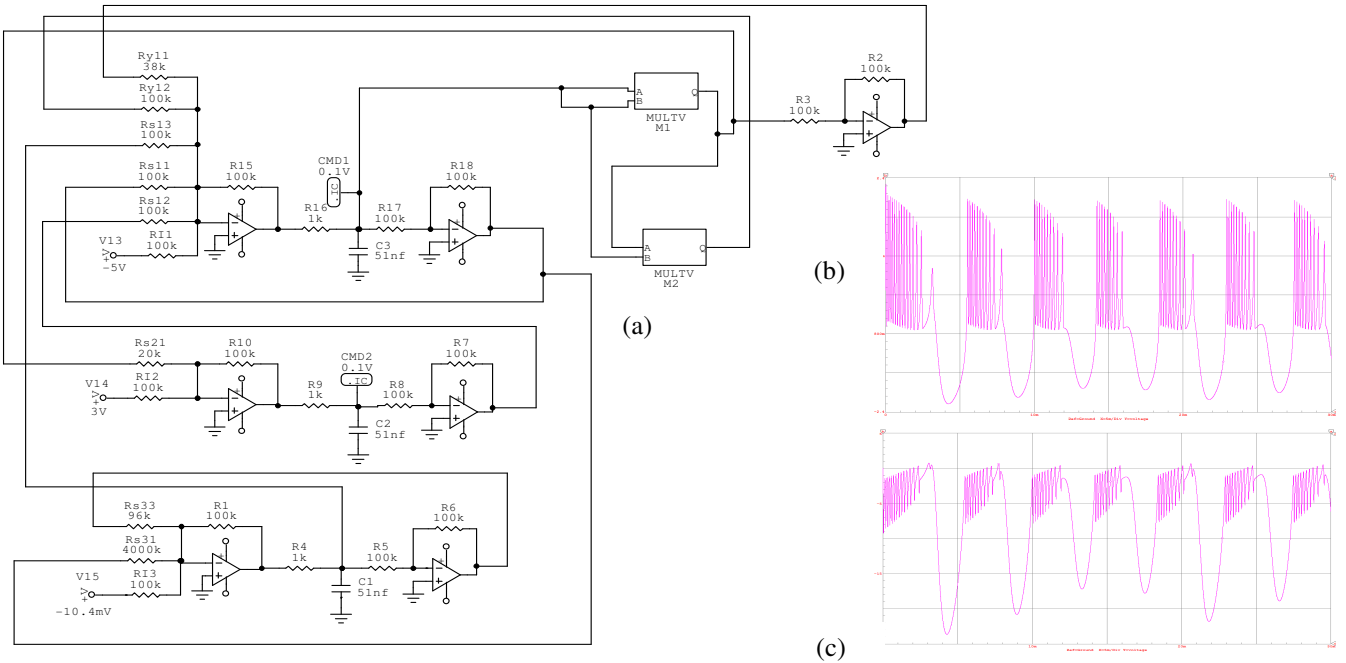 Ry11
38k
Ry12
100k
Rs13
100k
Rs11
100k
Rs12
100k
RI1
100k
V13
+V
-5V
R15
100k
R16
1k
CMD1
0.1V
.IC
R17
100k
C3
51nf
R18
100k
A
B
Q
MULTV
M1
A
B
Q
MULTV
M2
R3
100k
R2
100k
(a)
Rs21
20k
RI2
100k
V14
+V
3V
R10
100k
R9
1k
CMD2
0.1V
.IC
R8
100k
C2
51nf
R7
100k
Rs33
96k
Rs31
4000k
RI3
100k
V15
+V
-10.4mV
R1
100k
R4
1k
R5
100k
C1
51nf
R6
100k
(b)
(c)